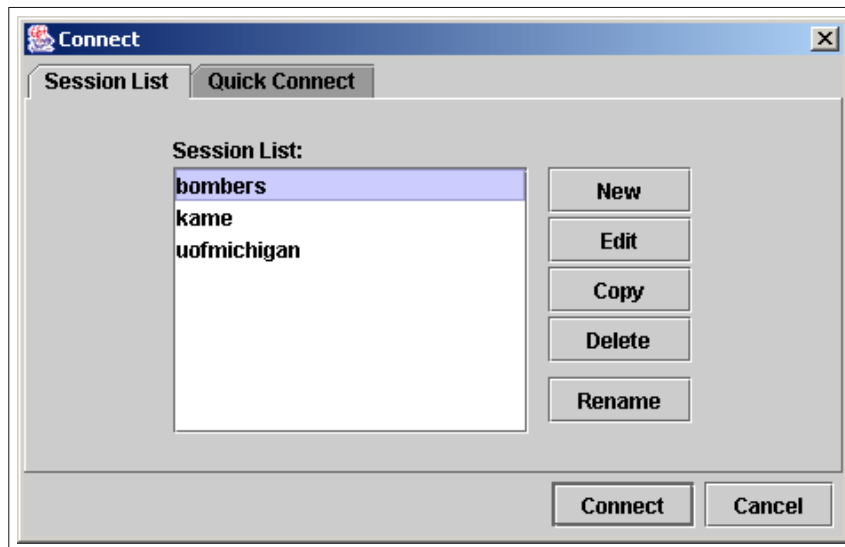 Connect
Session List Quick Connect
Session List:
bombers
kame
uofmichigan
New
Edit
Copy
Delete
Rename
Connect Cancel